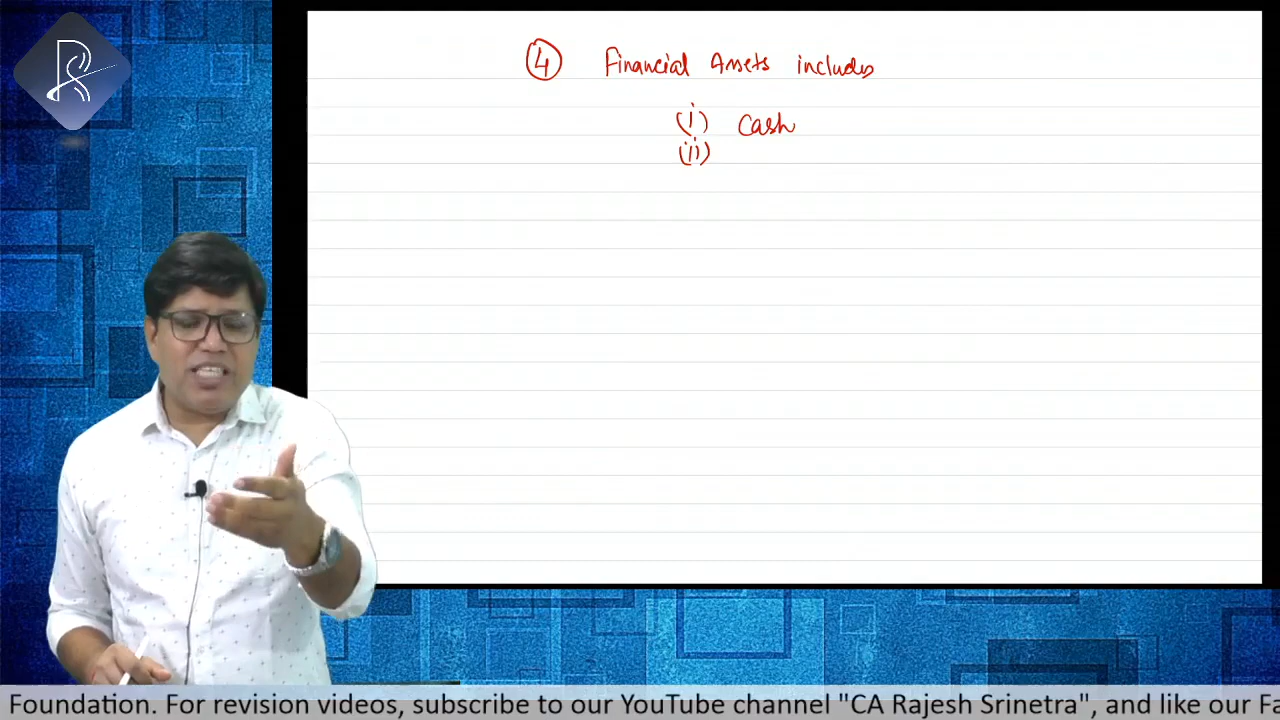 ④ Financial Assets includes
(i) Cash
(ii)
Foundation. For revision videos, subscribe to our YouTube channel "CA Rajesh Srinetra", and like our Fa